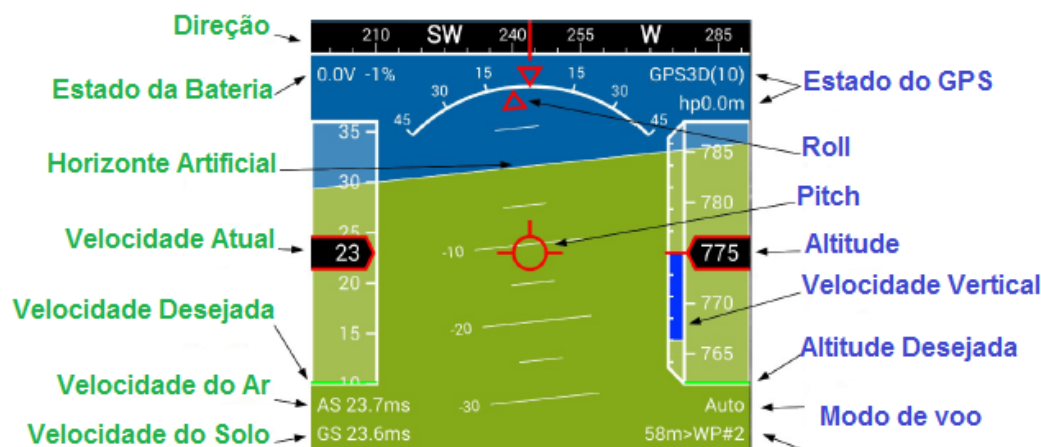 Direção
210 SW 240 255 W 285
Estado da Bateria
0.0V -1%
15 15
30 30
45 45
GPS3D(10)
hp0.0m
Estado do GPS
Horizonte Artificial
Roll
Pitch
Velocidade Atual
35
30
25
23
20
15
10
-10
-20
-30
785
780
775
770
765
Altitude
Velocidade Vertical
Velocidade Desejada
Altitude Desejada
Velocidade do Ar
AS 23.7ms
Auto
Modo de voo
Velocidade do Solo
GS 23.6ms
58m>WP#2